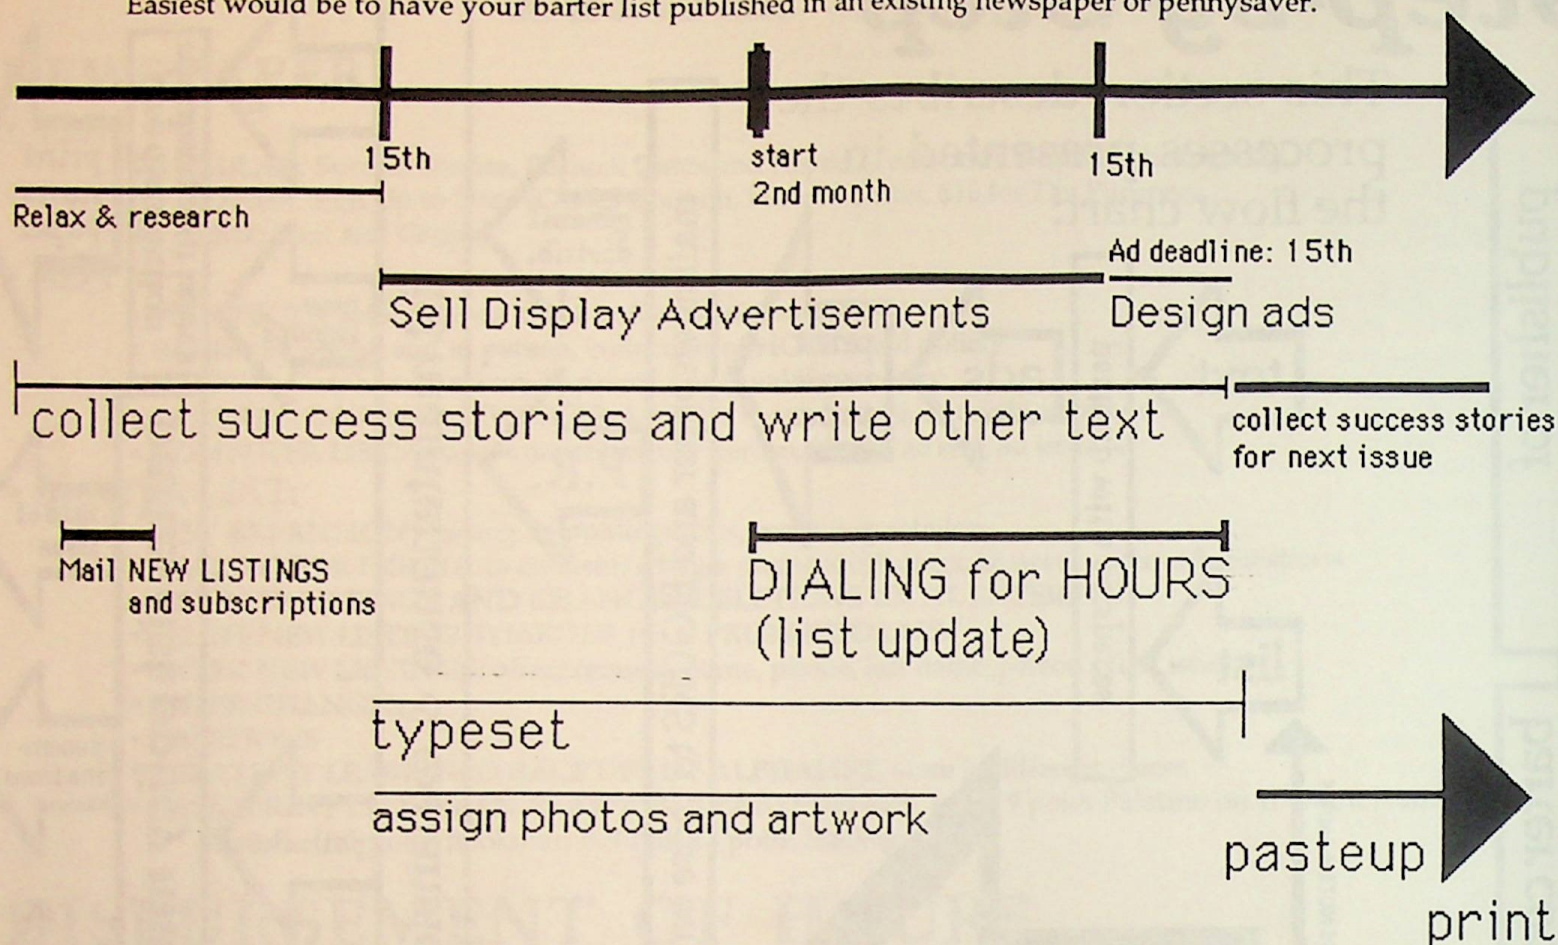 Easiest would be to have your barter list published in an existing newspaper or pennysaver.
15th
start
2nd month
15th
Relax & research
Ad deadline: 15th
Sell Display Advertisements
Design ads
collect success stories and write other text
collect success stories
for next issue
Mail NEW LISTINGS
and subscriptions
DIALING for HOURS
(list update)
typeset
assign photos and artwork
pasteup
print